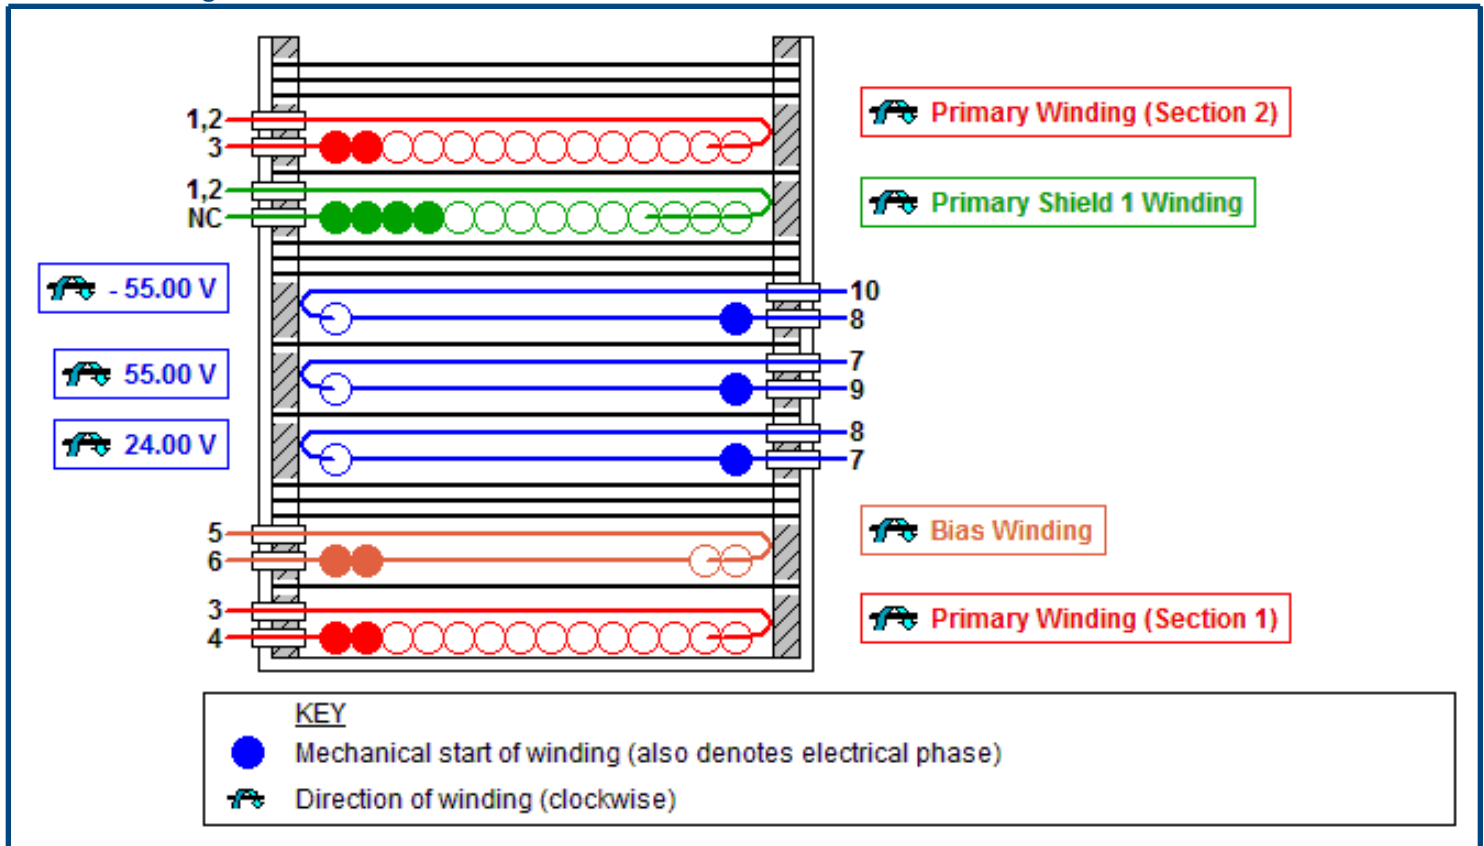 1,2
Primary Winding (Section 2)
3
1,2
Primary Shield 1 Winding
NC
- 55.00 V
10
8
55.00 V
7
9
24.00 V
8
7
5
Bias Winding
6
3
Primary Winding (Section 1)
4
KEY
Mechanical start of winding (also denotes electrical phase)
Direction of winding (clockwise)